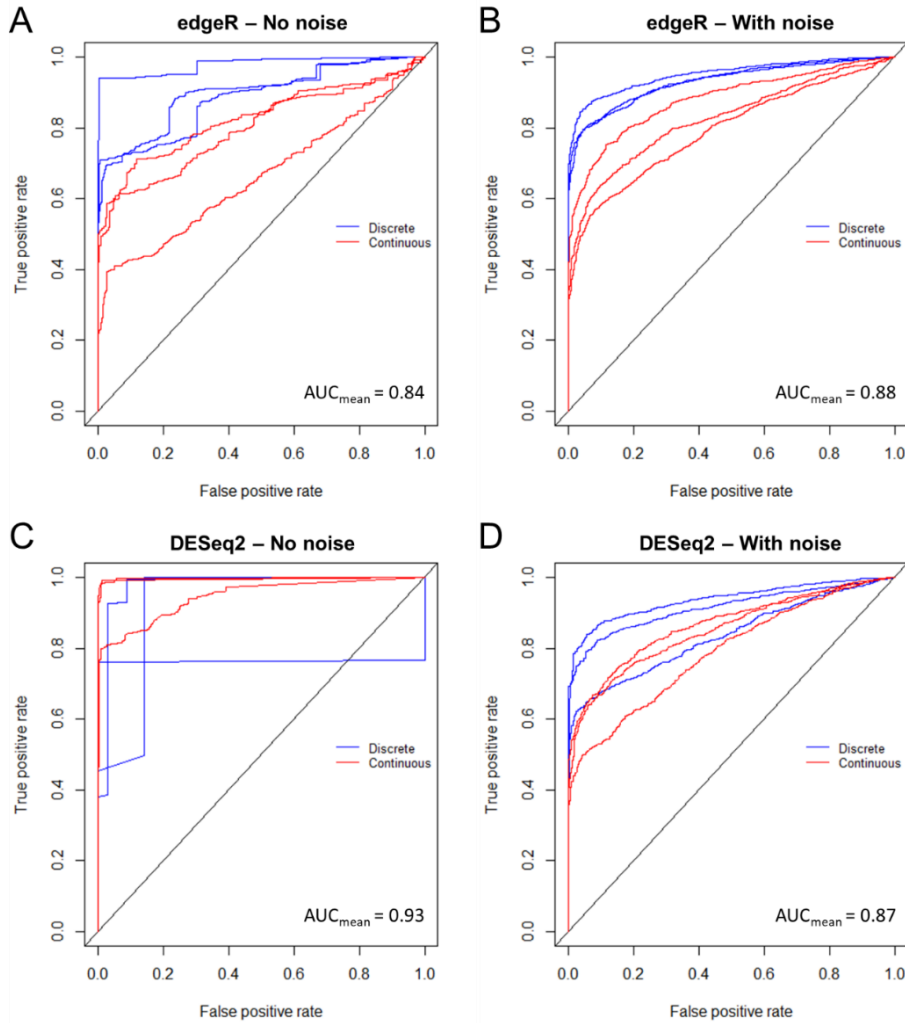 A
edgeR – No noise
True positive rate
1.0
0.8
0.6
0.4
0.2
0.0
Discrete
Continuous
AUCmean = 0.84
0.0 0.2 0.4 0.6 0.8 1.0
False positive rate
B
edgeR – With noise
True positive rate
1.0
0.8
0.6
0.4
0.2
0.0
Discrete
Continuous
AUCmean = 0.88
0.0 0.2 0.4 0.6 0.8 1.0
False positive rate
C
DESeq2 – No noise
True positive rate
1.0
0.8
0.6
0.4
0.2
0.0
Discrete
Continuous
AUCmean = 0.93
0.0 0.2 0.4 0.6 0.8 1.0
False positive rate
D
DESeq2 – With noise
True positive rate
1.0
0.8
0.6
0.4
0.2
0.0
Discrete
Continuous
AUCmean = 0.87
0.0 0.2 0.4 0.6 0.8 1.0
False positive rate